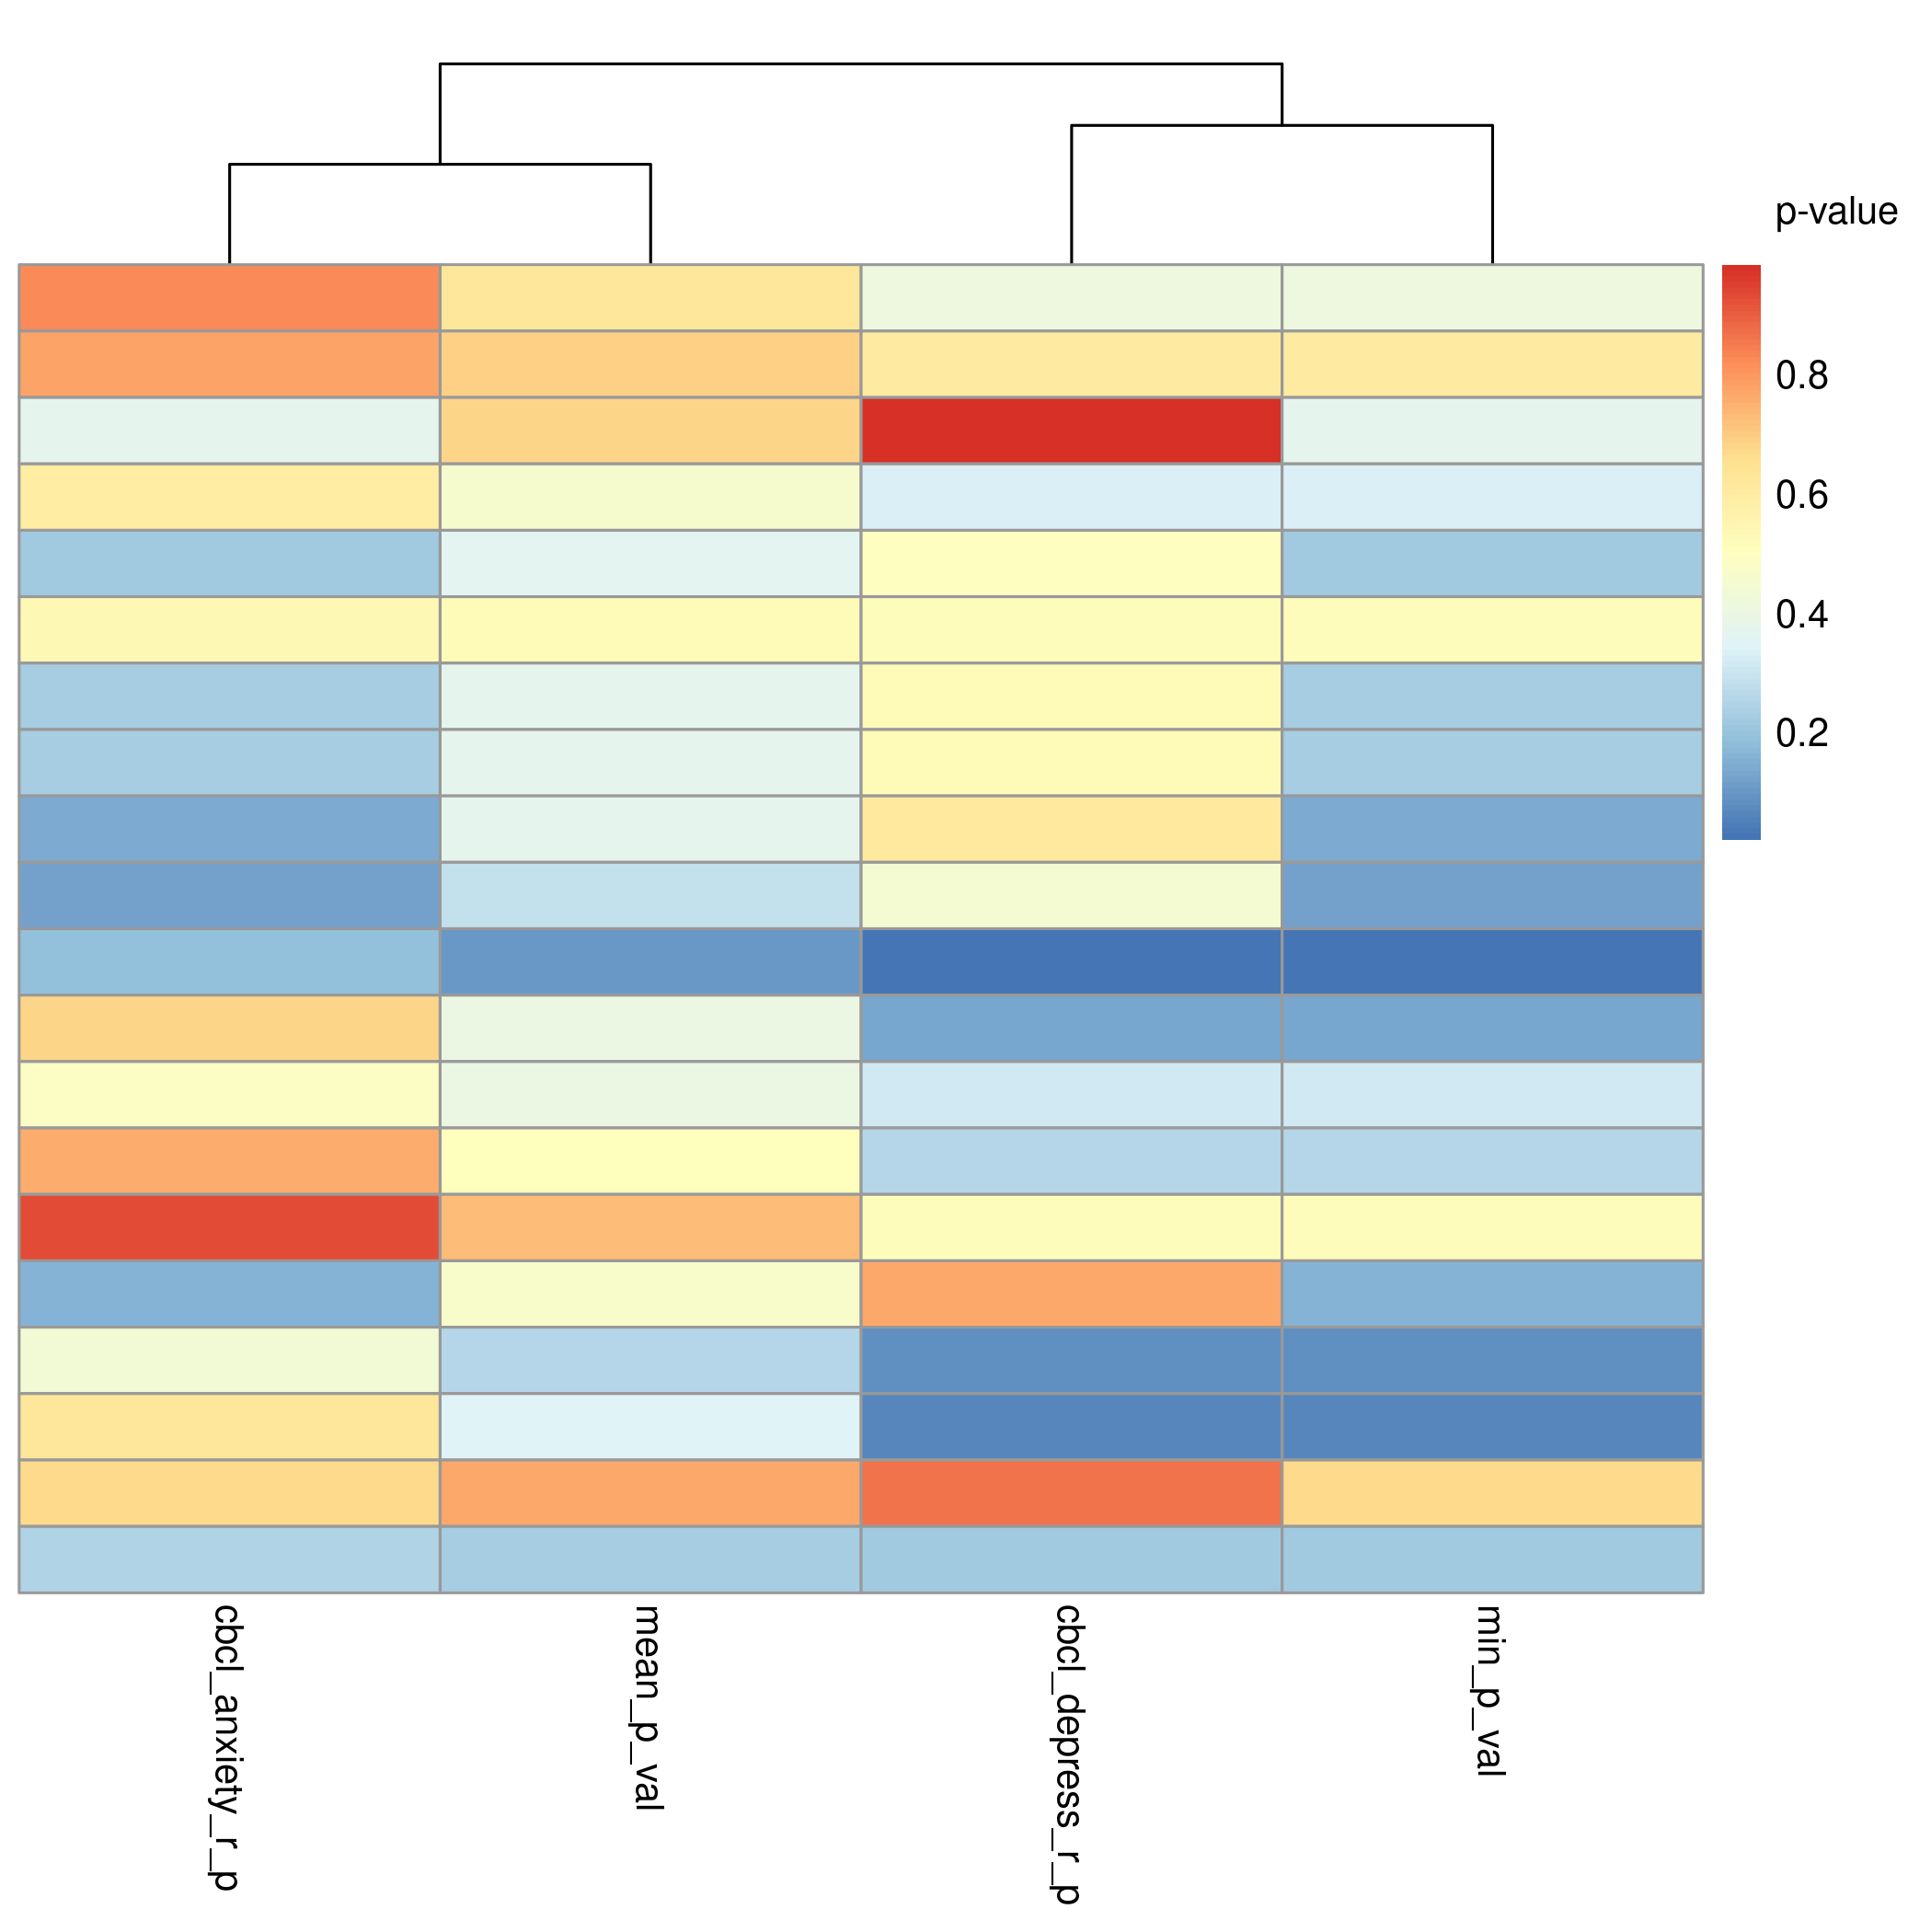 p-value
0.8
0.6
0.4
0.2
cbcl_anxiety_r_p
mean_p_val
cbcl_depress_r_p
min_p_val